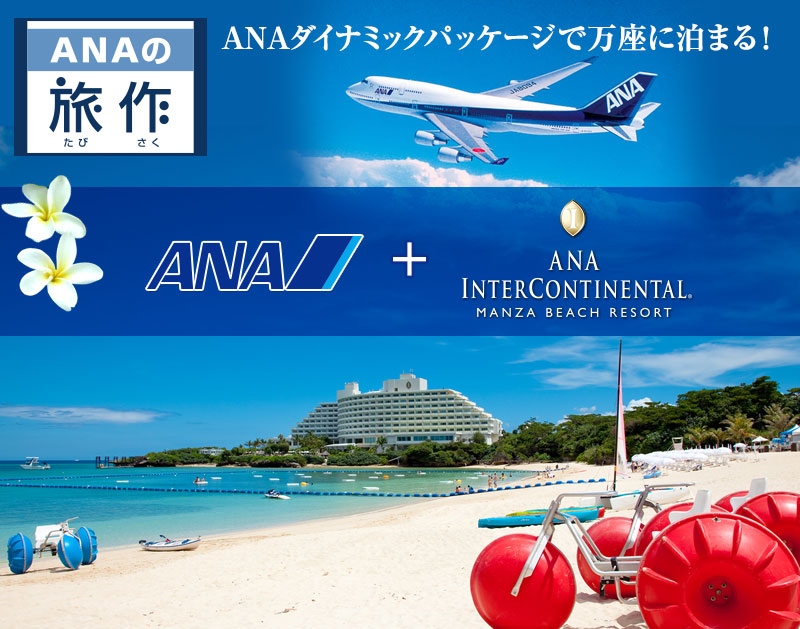 ANAの
旅作
たび さく
ANAダイナミックパッケージで万座に泊まる!
ANA
JA8094
ANA
ANA
+
I
ANA
INTERCONTINENTAL®
MANZA BEACH RESORT